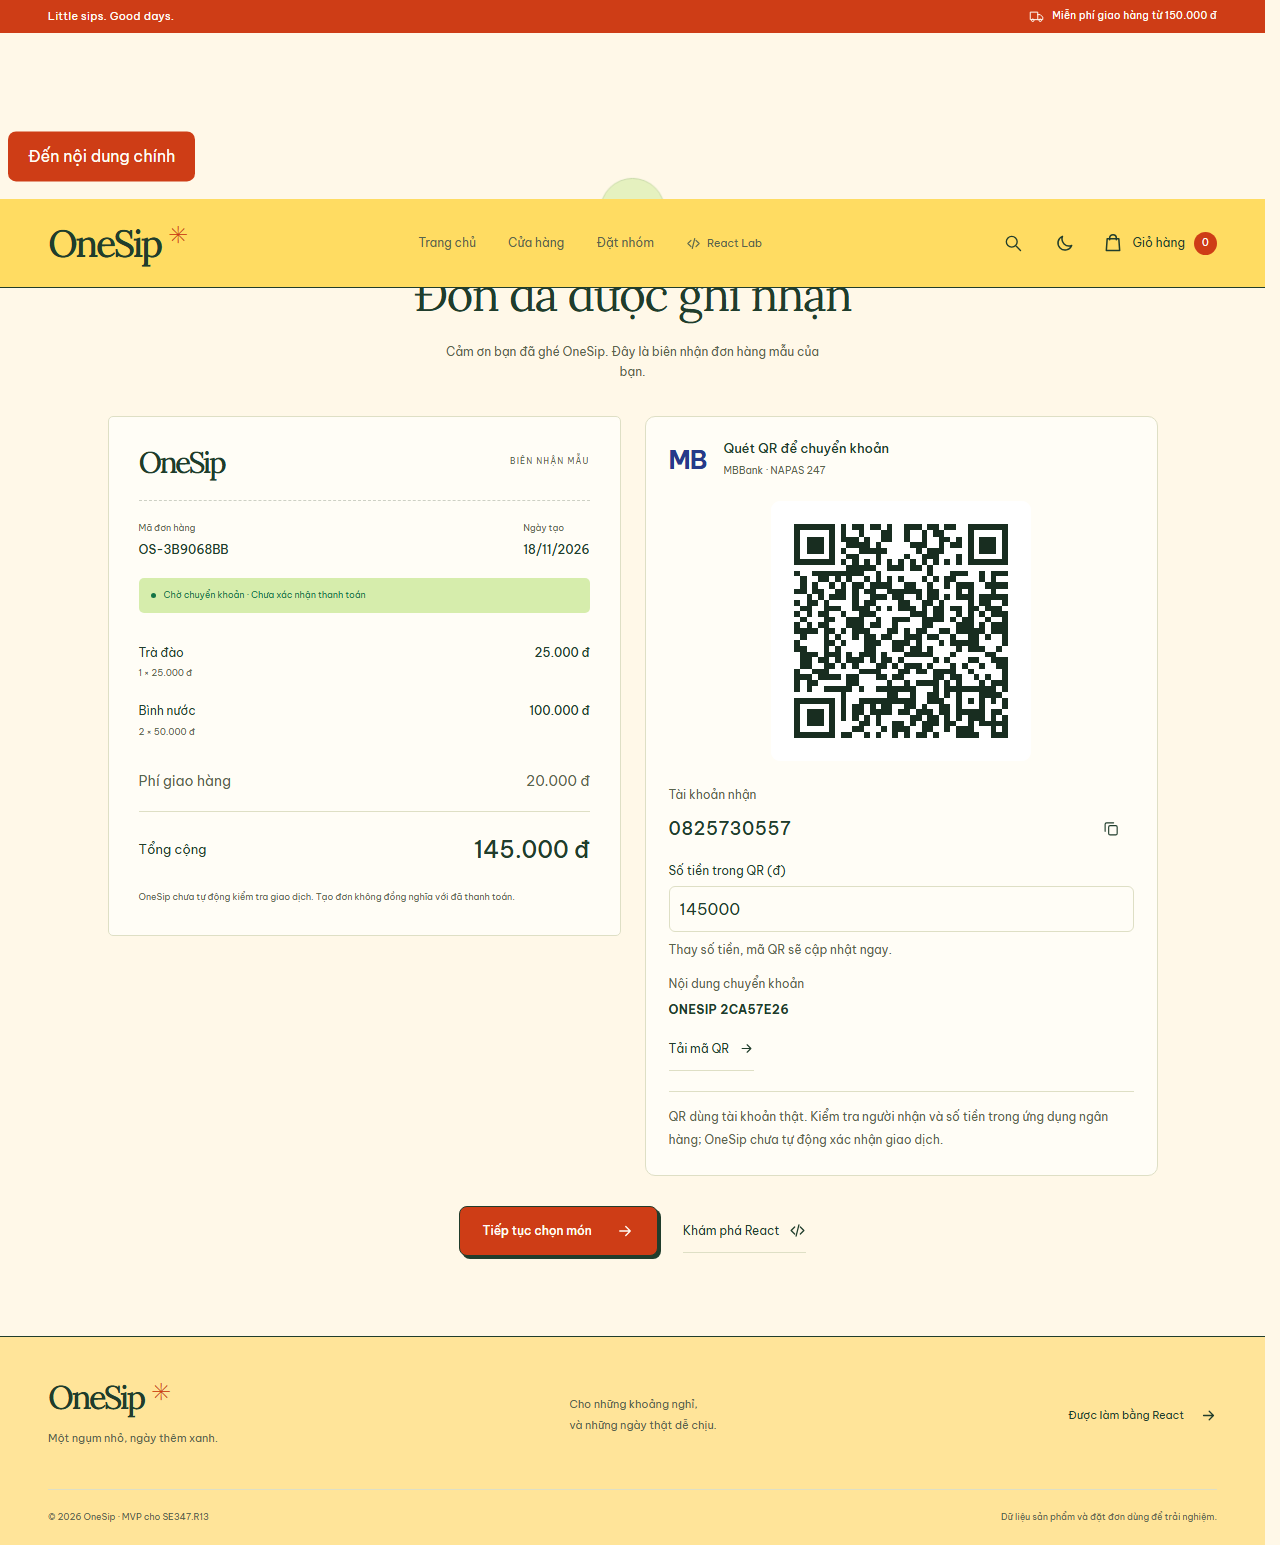 Little sips. Good days.
Miễn phí giao hàng từ 150.000 đ
Đến nội dung chính
OneSip
Trang chủ
Cửa hàng
Đặt nhóm
React Lab
Giỏ hàng
0
Đơn đã được ghi nhận
Cảm ơn bạn đã ghé OneSip. Đây là biên nhận đơn hàng mẫu của
bạn.
OneSip
BIÊN NHẬN MẪU
Mã đơn hàng
Ngày tạo
OS-3B9068BB
18/11/2026
Chờ chuyển khoản · Chưa xác nhận thanh toán
Trà đào
25.000 đ
1 × 25.000 đ
Bình nước
100.000 đ
2 × 50.000 đ
Phí giao hàng
20.000 đ
Tổng cộng
145.000 đ
OneSip chưa tự động kiểm tra giao dịch. Tạo đơn không đồng nghĩa với đã thanh toán.
MB
Quét QR để chuyển khoản
MBBank · NAPAS 247
Tài khoản nhận
0825730557
Số tiền trong QR (đ)
145000
Thay số tiền, mã QR sẽ cập nhật ngay.
Nội dung chuyển khoản
ONESIP 2CA57E26
Tải mã QR
QR dùng tài khoản thật. Kiểm tra người nhận và số tiền trong ứng dụng ngân
hàng; OneSip chưa tự động xác nhận giao dịch.
Tiếp tục chọn món
Khám phá React
OneSip
Một ngụm nhỏ, ngày thêm xanh.
Cho những khoảng nghỉ,
và những ngày thật dễ chịu.
Được làm bằng React
© 2026 OneSip · MVP cho SE347.R13
Dữ liệu sản phẩm và đặt đơn dùng để trải nghiệm.